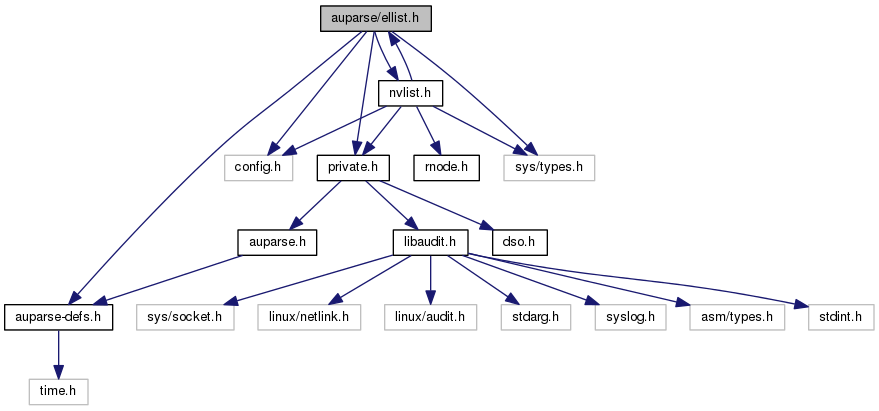 auparse/ellist.h
nvlist.h
config.h
private.h
rnode.h
sys/types.h
auparse.h
libaudit.h
dso.h
auparse-defs.h
sys/socket.h
linux/netlink.h
linux/audit.h
stdarg.h
syslog.h
asm/types.h
stdint.h
time.h